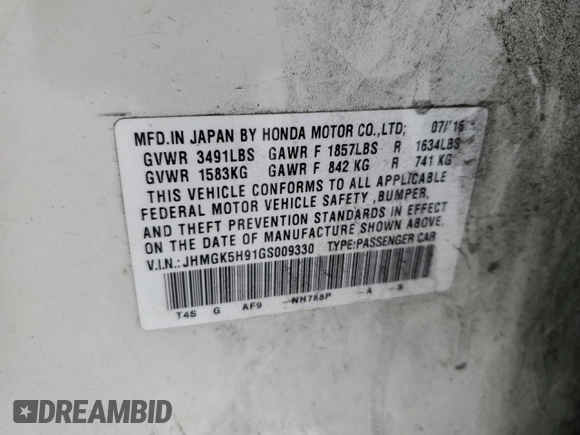 MFD.IN JAPAN BY HONDA MOTOR CO.,LTD; 07/'16
GVWR 3491LBS GAWR F 1857LBS R 1634LBS
GVWR 1583KG GAWR F 842 KG R 741 KG
THIS VEHICLE CONFORMS TO ALL APPLICABLE
FEDERAL MOTOR VEHICLE SAFETY ,BUMPER,
AND THEFT PREVENTION STANDARDS IN EFFECT
ON THE DATE OF MANUFACTURE SHOWN ABOVE.
V.I.N.:JHMGK5H91GS009330 TYPE:PASSENGER CAR
T4S G AF9 NH788P A S
DREAMBID